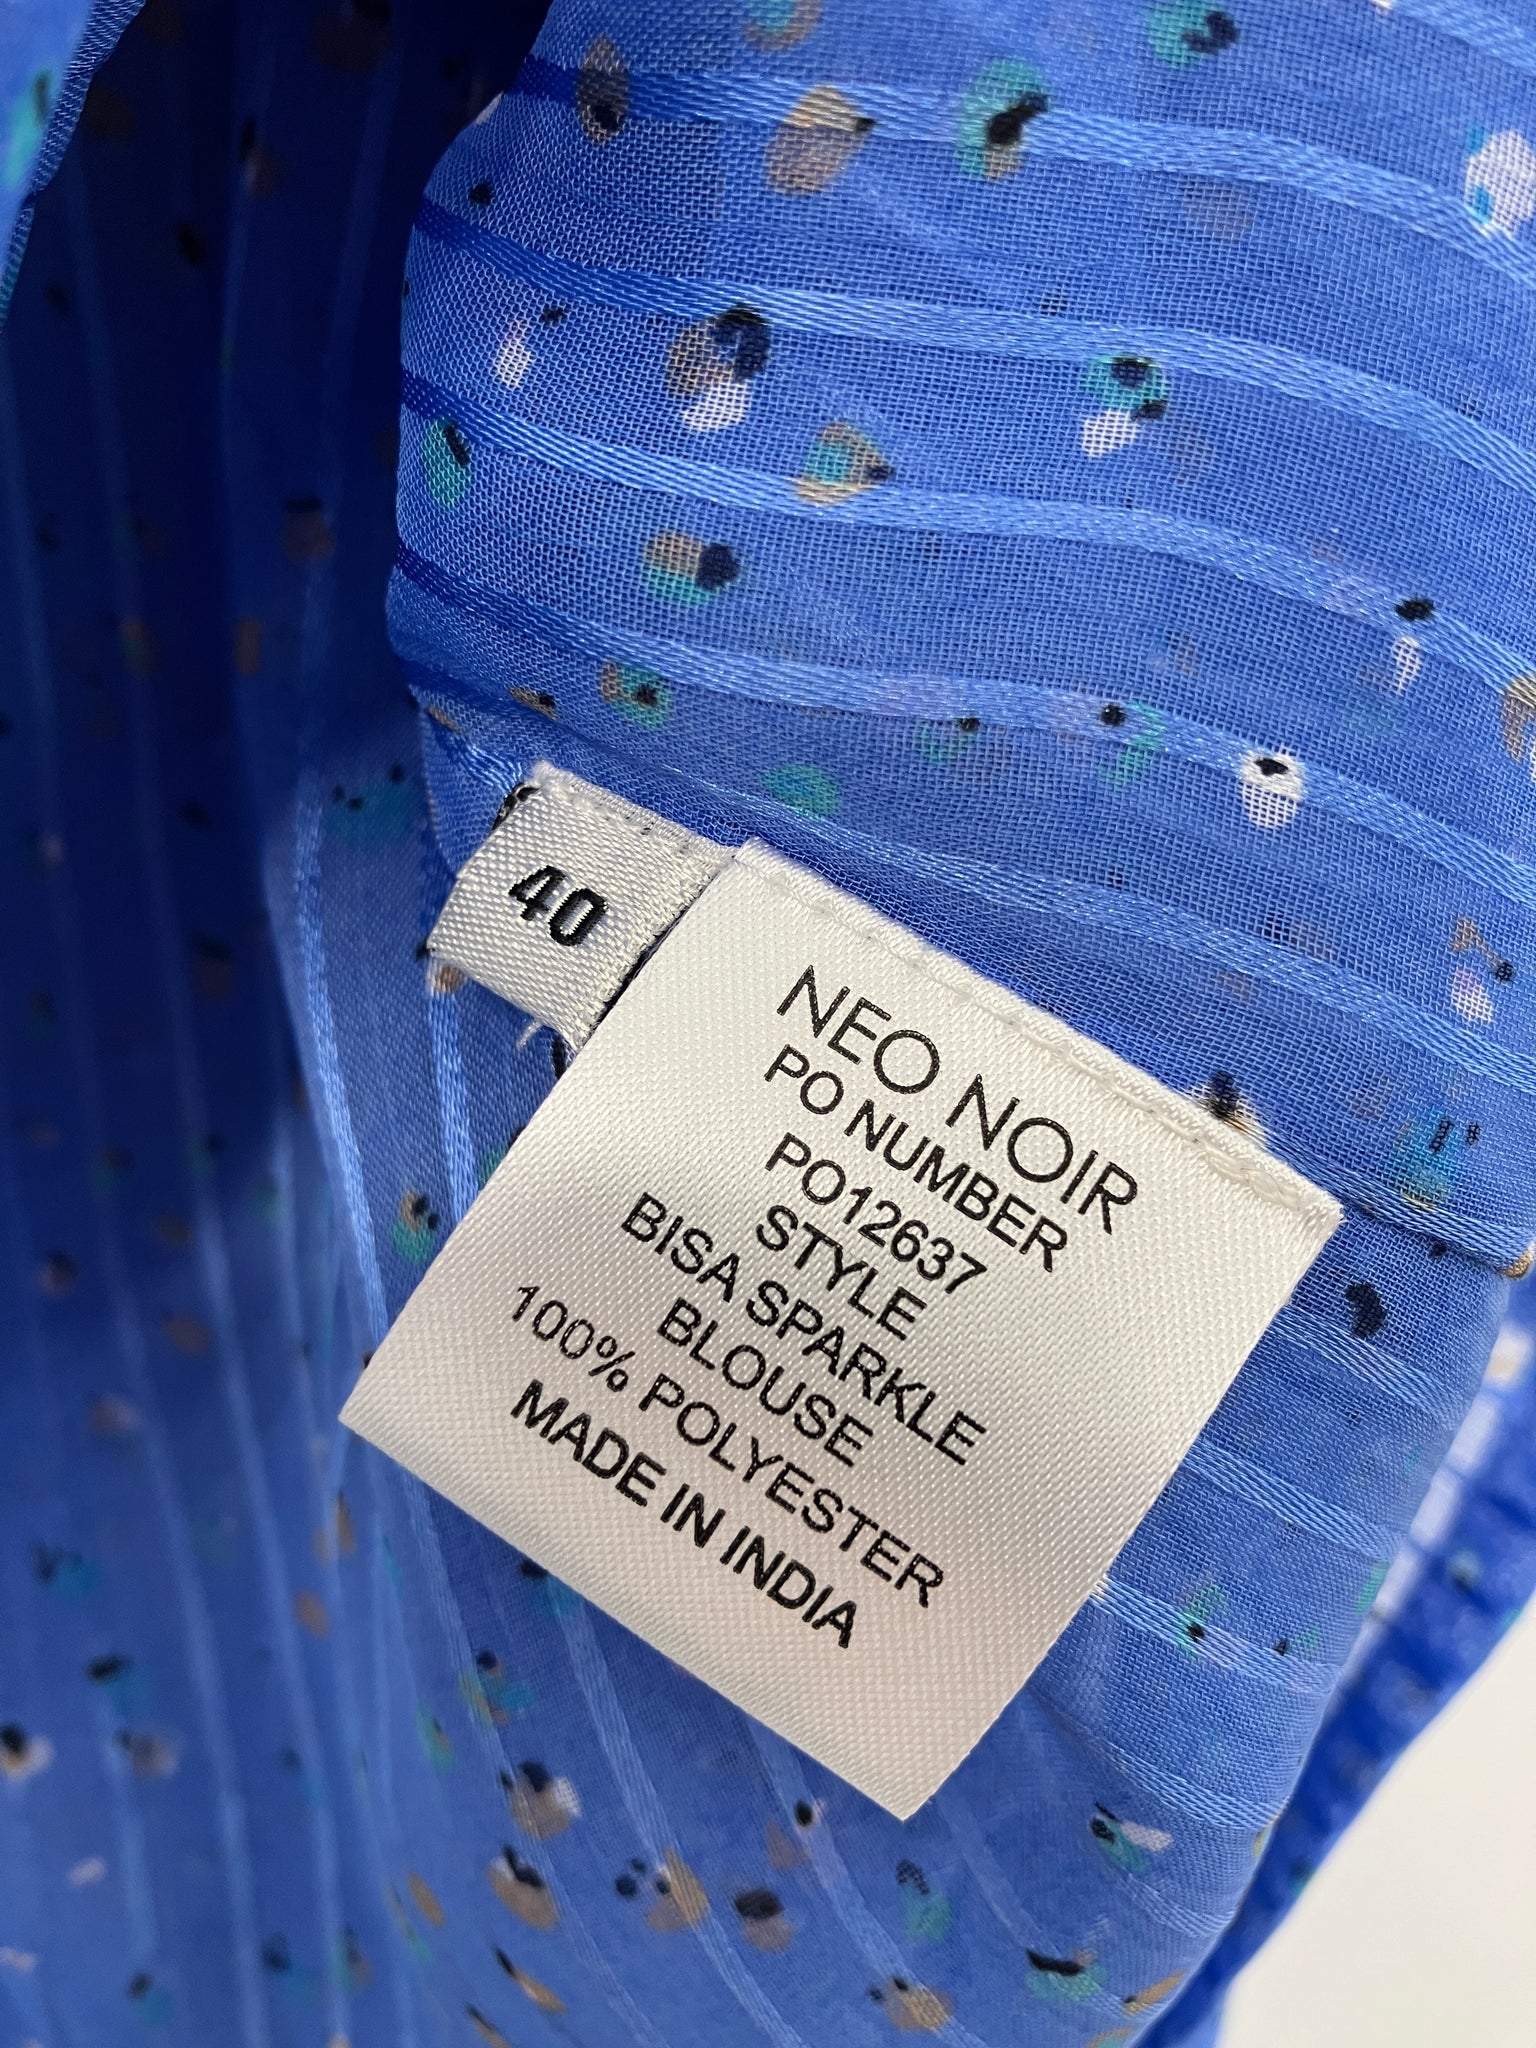 40
NEO NOIR
PO NUMBER
PO12637
STYLE
BISA SPARKLE
BLOUSE
100% POLYESTER
MADE IN INDIA